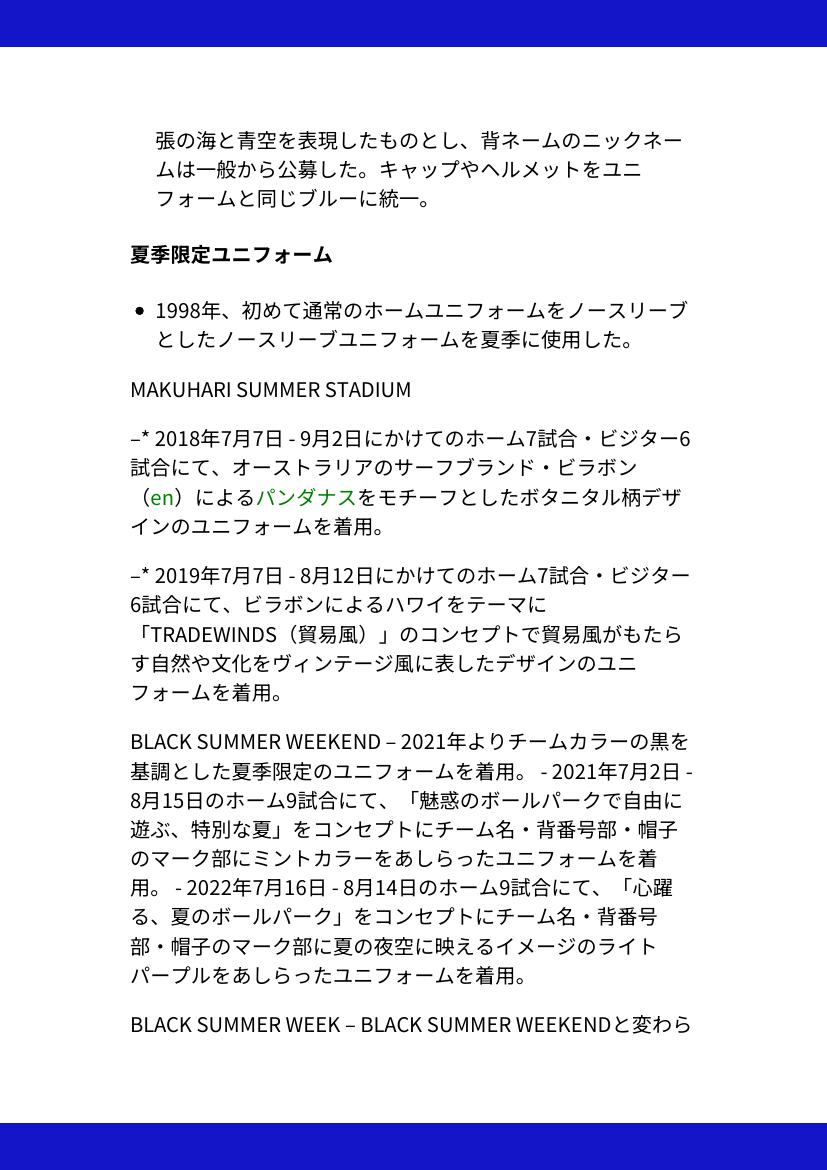 張の海と青空を表現したものとし、背ネームのニックネー
ムは一般から公募した。キャップやヘルメットをユニ
フォームと同じブルーに統一。
夏季限定ユニフォーム
• 1998年、初めて通常のホームユニフォームをノースリーブ
としたノースリーブユニフォームを夏季に使用した。
MAKUHARI SUMMER STADIUM
–* 2018年7月7日 - 9月2日にかけてのホーム7試合・ビジター6
試合にて、オーストラリアのサーフブランド・ビラボン
（en）によるパンダナスをモチーフとしたボタニタル柄デザ
インのユニフォームを着用。
–* 2019年7月7日 - 8月12日にかけてのホーム7試合・ビジター
6試合にて、ビラボンによるハワイをテーマに
「TRADEWINDS（貿易風）」のコンセプトで貿易風がもたら
す自然や文化をヴィンテージ風に表したデザインのユニ
フォームを着用。
BLACK SUMMER WEEKEND – 2021年よりチームカラーの黒を
基調とした夏季限定のユニフォームを着用。 - 2021年7月2日 -
8月15日のホーム9試合にて、「魅惑のボールパークで自由に
遊ぶ、特別な夏」をコンセプトにチーム名・背番号部・帽子
のマーク部にミントカラーをあしらったユニフォームを着
用。 - 2022年7月16日 - 8月14日のホーム9試合にて、「心躍
る、夏のボールパーク」をコンセプトにチーム名・背番号
部・帽子のマーク部に夏の夜空に映えるイメージのライト
パープルをあしらったユニフォームを着用。
BLACK SUMMER WEEK – BLACK SUMMER WEEKENDと変わら